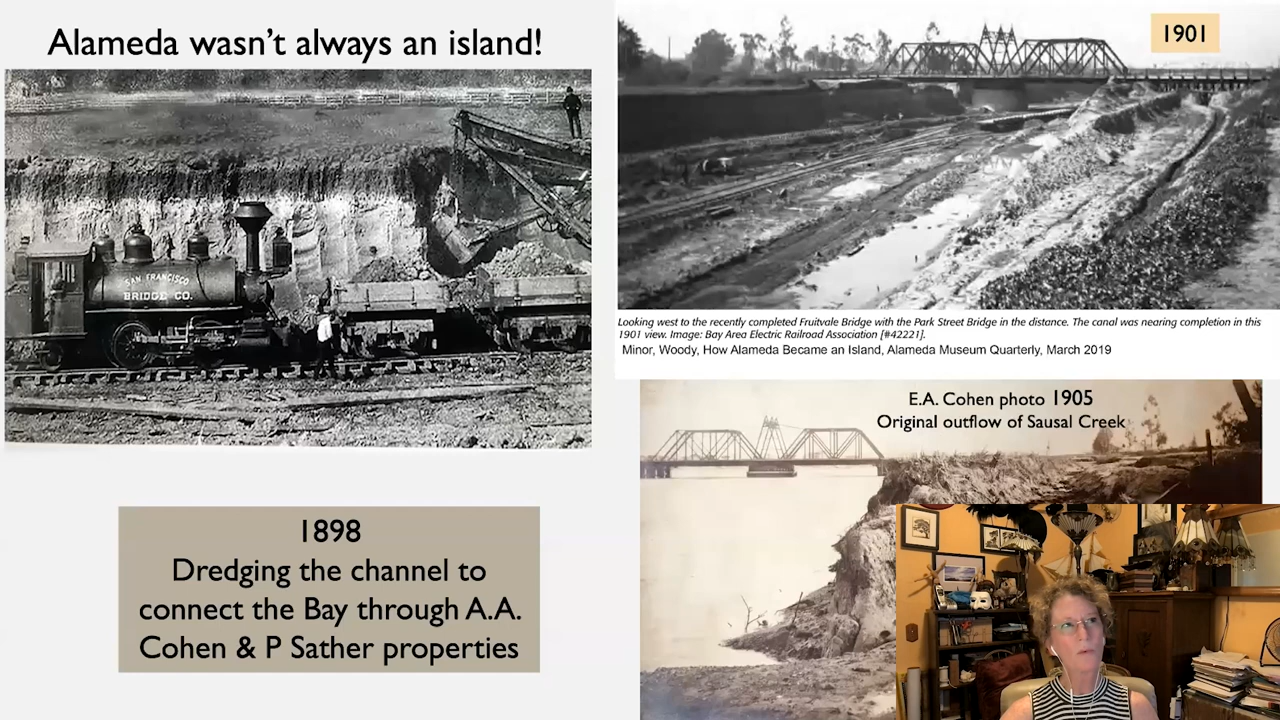 Alameda wasn't always an island!
SAN FRANCISCO
BRIDGE CO.
1898
Dredging the channel to
connect the Bay through A.A.
Cohen & P Sather properties
1901
Looking west to the recently completed Fruitvale Bridge with the Park Street Bridge in the distance. The canal was nearing completion in this
1901 view. Image: Bay Area Electric Railroad Association [#42221].
Minor, Woody, How Alameda Became an Island, Alameda Museum Quarterly, March 2019
E.A. Cohen photo 1905
Original outflow of Sausal Creek